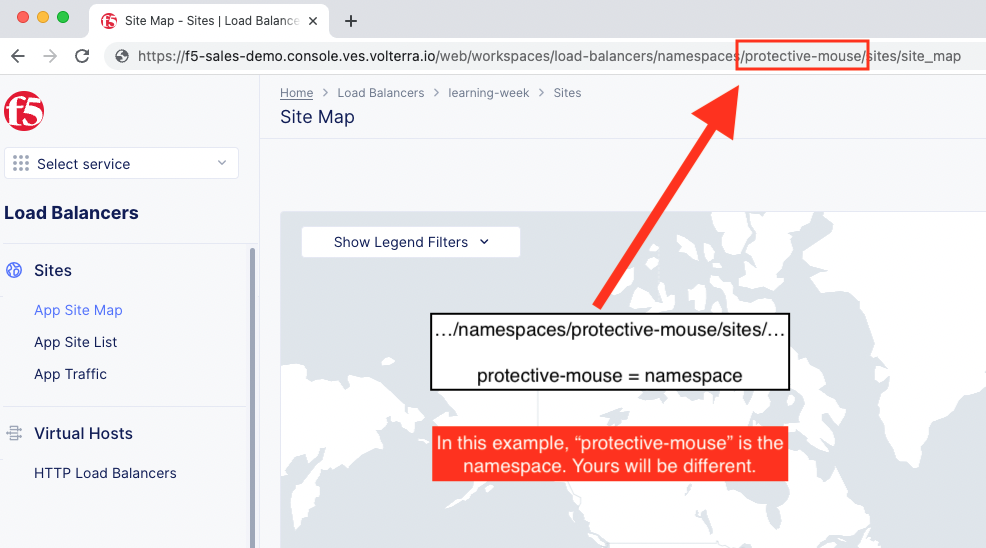 Site Map - Sites | Load Balance
https://f5-sales-demo.console.ves.volterra.io/web/workspaces/load-balancers/namespaces/protective-mouse/sites/site_map
f5
Home > Load Balancers > learning-week > Sites
Site Map
Select service
Load Balancers
Show Legend Filters
Sites
App Site Map
App Site List
App Traffic
Virtual Hosts
HTTP Load Balancers
…/namespaces/protective-mouse/sites/…
protective-mouse = namespace
In this example, “protective-mouse” is the
namespace. Yours will be different.